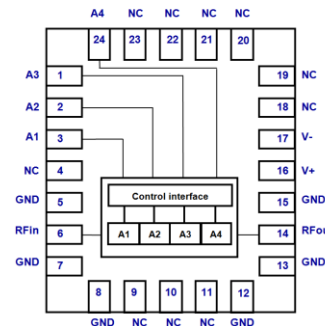 A4 NC NC NC NC
24 23 22 21 20
A3 1 19 NC
A2 2 18 NC
A1 3 17 V-
NC 4 16 V+
GND 5 15 GND
Control interface
RFin 6 A1 A2 A3 A4 14 RFou
GND 7 13 GND
8 9 10 11 12
GND NC NC NC GND